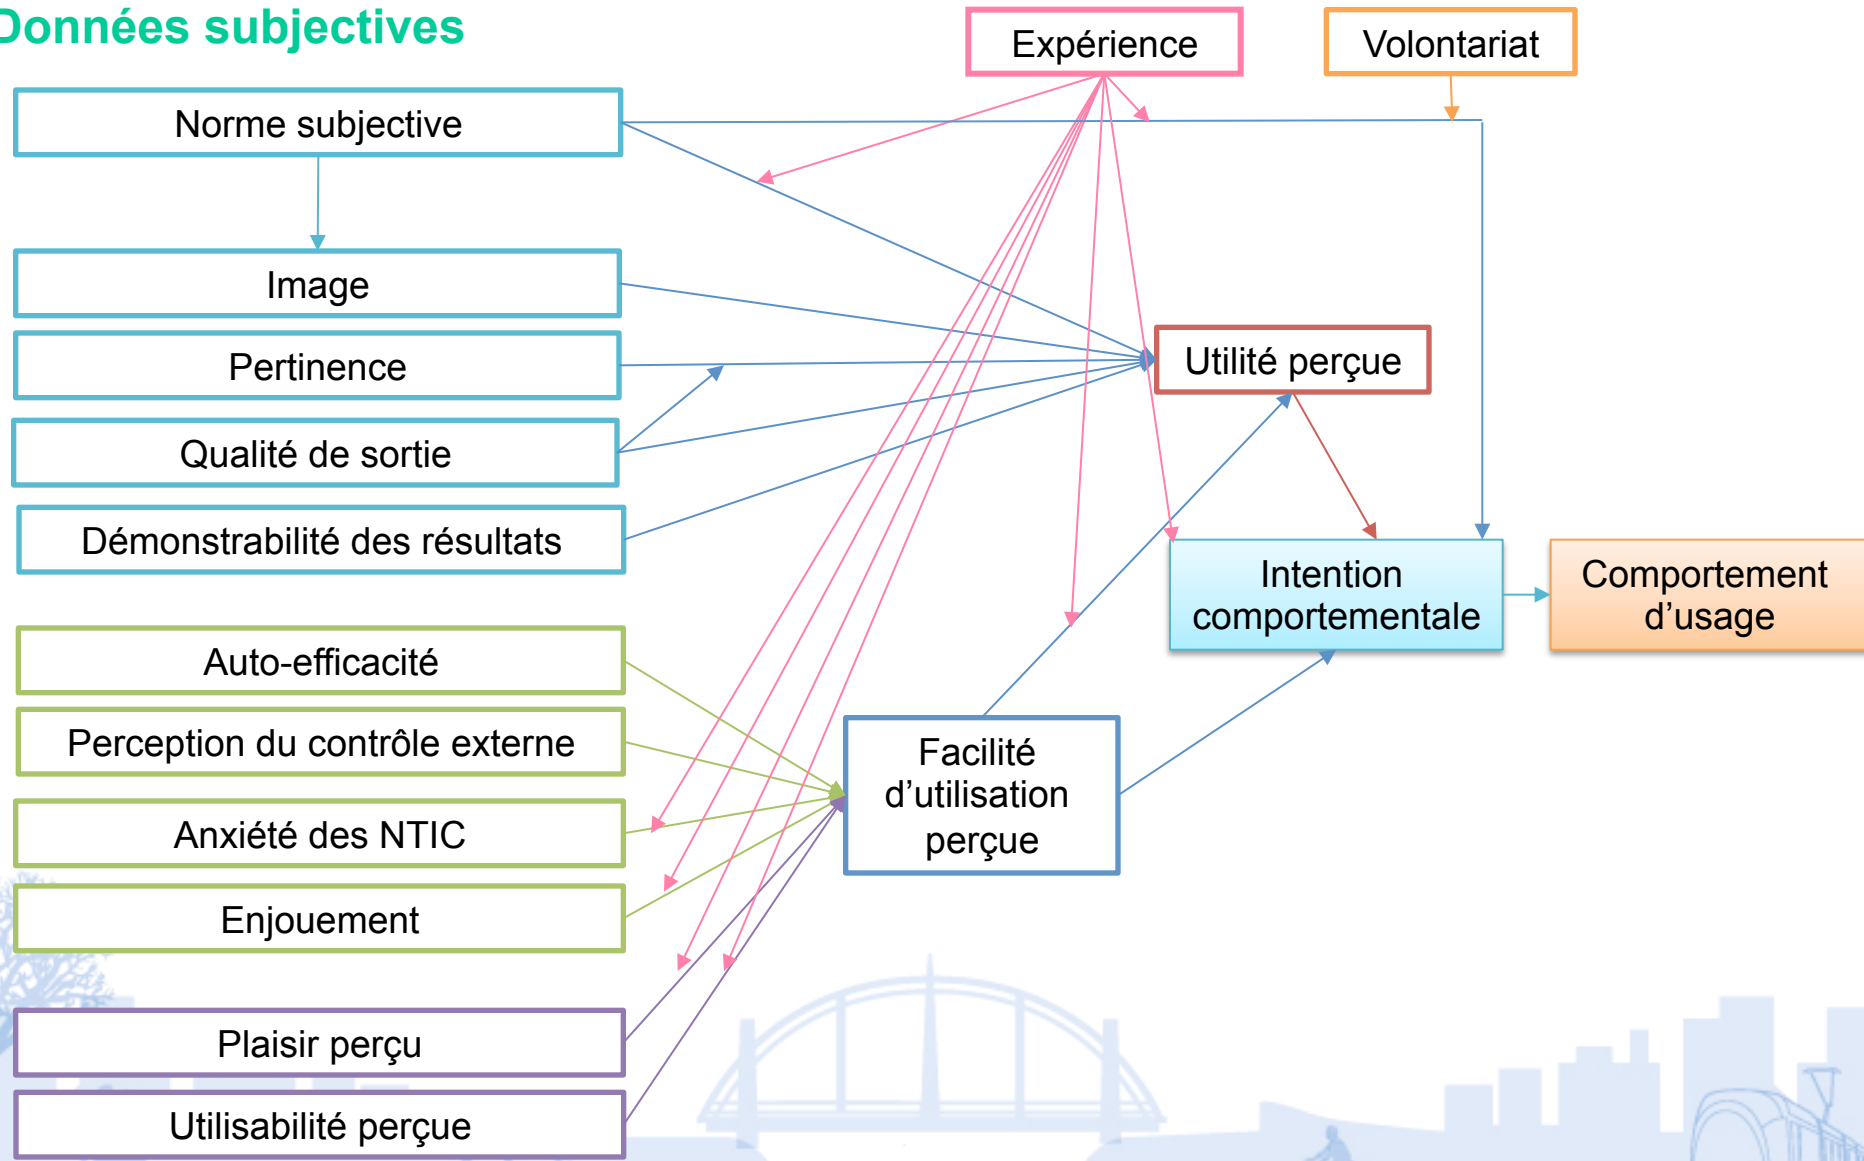 Données subjectives
Expérience
Volontariat
Norme subjective
Image
Pertinence
Utilité perçue
Qualité de sortie
Démonstrabilité des résultats
Intention
comportementale
Comportement
d’usage
Auto-efficacité
Perception du contrôle externe
Facilité
d’utilisation
perçue
Anxiété des NTIC
Enjouement
Plaisir perçu
Utilisabilité perçue